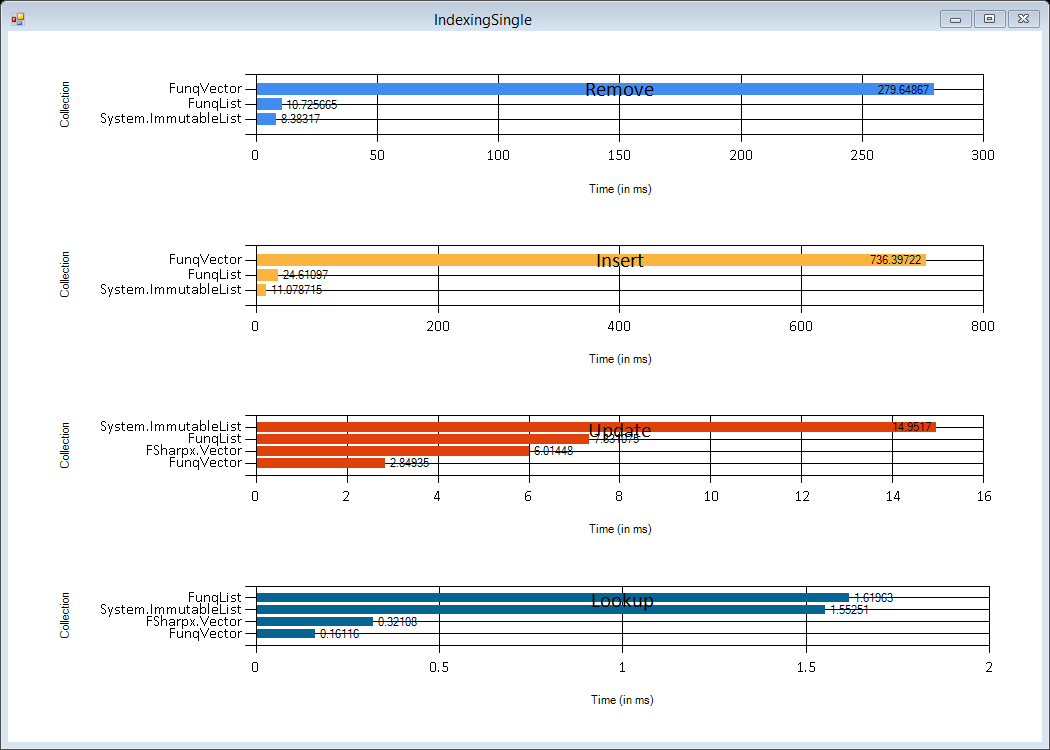 IndexingSingle
Remove
Collection
FunqVector 279.64867
FunqList 10.725665
System.ImmutableList 8.38317
0 50 100 150 200 250 300
Time (in ms)
Insert
Collection
FunqVector 736.39722
FunqList 24.61097
System.ImmutableList 11.078715
0 200 400 600 800
Time (in ms)
Update
Collection
System.ImmutableList 14.9517
FunqList
FSharpx.Vector 6.01448
FunqVector 2.84935
0 2 4 6 8 10 12 14 16
Time (in ms)
Lookup
Collection
FunqList 1.61963
System.ImmutableList 1.55251
FSharpx.Vector 0.32108
FunqVector 0.16116
0 0.5 1 1.5 2
Time (in ms)